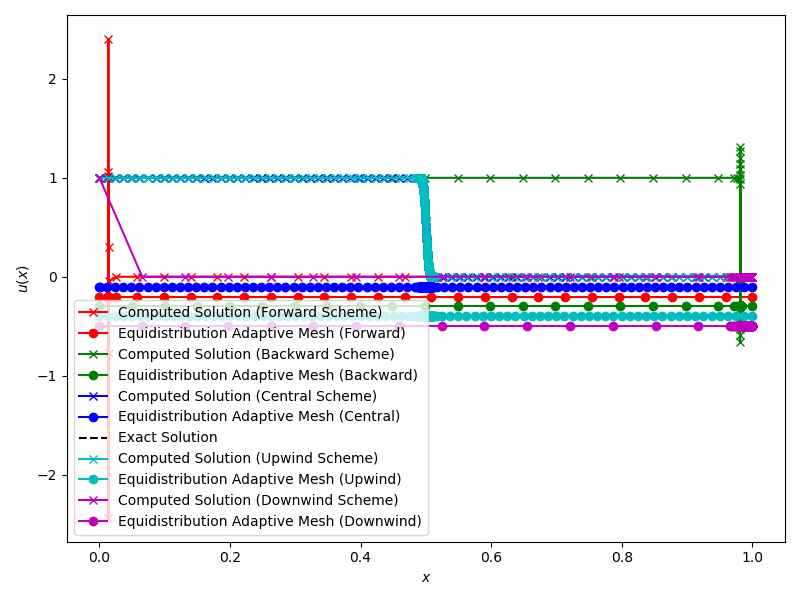 2
1
0
−1
−2
u(x)
Computed Solution (Forward Scheme)
Equidistribution Adaptive Mesh (Forward)
Computed Solution (Backward Scheme)
Equidistribution Adaptive Mesh (Backward)
Computed Solution (Central Scheme)
Equidistribution Adaptive Mesh (Central)
Exact Solution
Computed Solution (Upwind Scheme)
Equidistribution Adaptive Mesh (Upwind)
Computed Solution (Downwind Scheme)
Equidistribution Adaptive Mesh (Downwind)
0.0 0.2 0.4 0.6 0.8 1.0
x